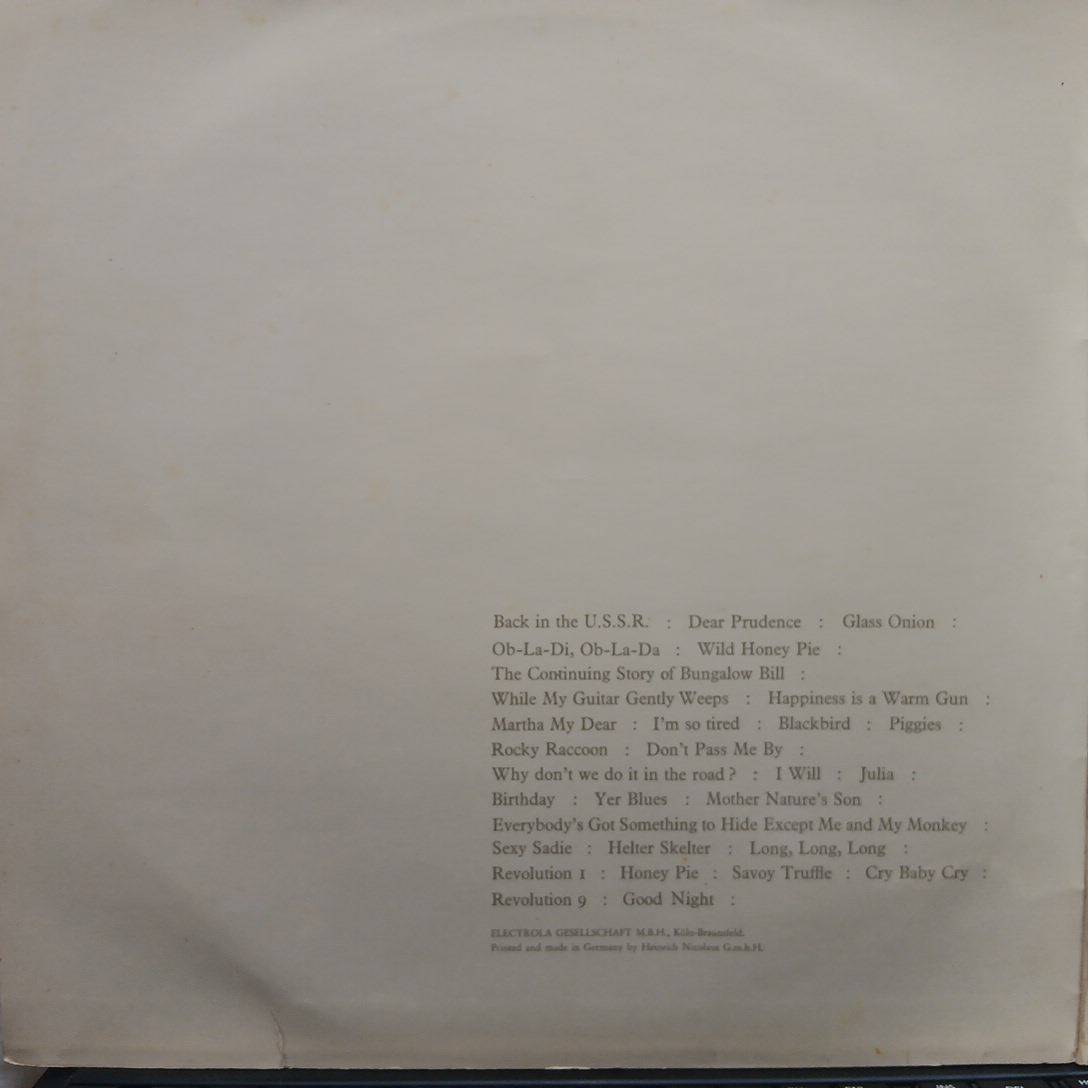 Back in the U.S.S.R. : Dear Prudence : Glass Onion :
Ob-La-Di, Ob-La-Da : Wild Honey Pie :
The Continuing Story of Bungalow Bill :
While My Guitar Gently Weeps : Happiness is a Warm Gun :
Martha My Dear : I'm so tired : Blackbird : Piggies :
Rocky Raccoon : Don't Pass Me By :
Why don't we do it in the road ? : I Will : Julia :
Birthday : Yer Blues : Mother Nature's Son :
Everybody's Got Something to Hide Except Me and My Monkey :
Sexy Sadie : Helter Skelter : Long, Long, Long :
Revolution 1 : Honey Pie : Savoy Truffle : Cry Baby Cry :
Revolution 9 : Good Night :
ELECTROLA GESELLSCHAFT M.B.H., Köln-Braunsfeld.
Printed and made in Germany by Heinrich Nicolaus G.m.b.H.